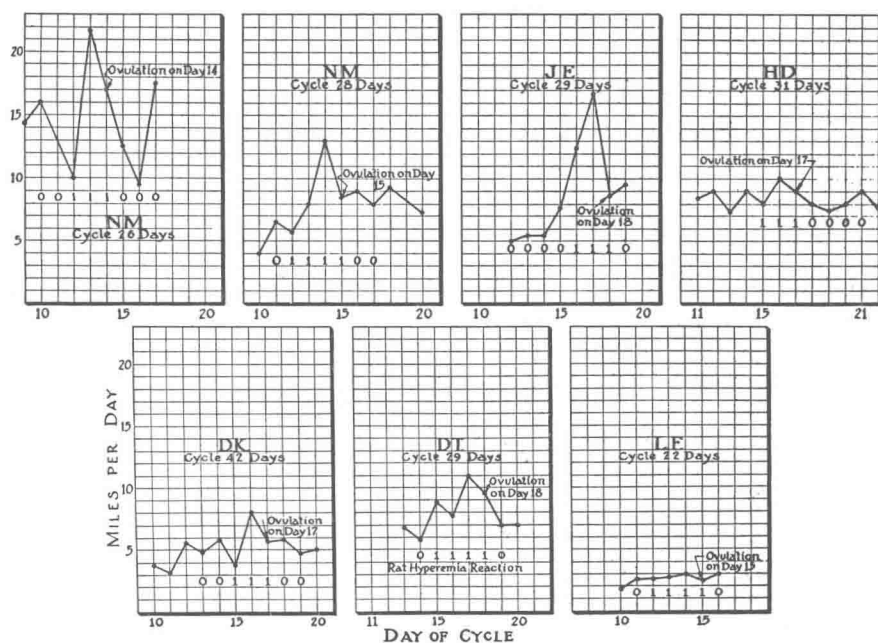 20
15
10
5
Ovulation on Day 14
0 0 1 1 0 0 0
NM
Cycle 26 Days
10 15 20
NM
Cycle 28 Days
Ovulation on Day
15
0 1 1 1 1 0 0
10 15 20
JE
Cycle 29 Days
Ovulation
on Day 18
0 0 0 0 1 1 1 0
10 15 20
HD
Cycle 31 Days
Ovulation on Day 17
1 1 1 0 0 0 0
11 15 21
MILES PER DAY
20
15
10
5
DK
Cycle 42 Days
Ovulation
on Day 17
0 0 1 1 1 0 0
10 15 20
DT
Cycle 29 Days
Ovulation
on Day 18
0 1 1 1 1 0
Rat Hyperemia Reaction
10 15 20
LF
Cycle 22 Days
Ovulation
on Day 15
0 1 1 1 1 0
10 15
DAY OF CYCLE